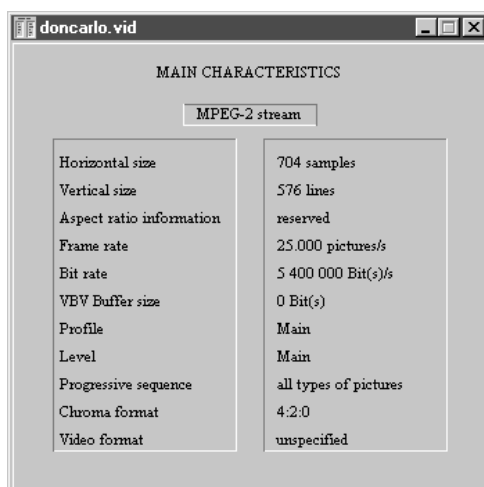 doncarlo.vid
MAIN CHARACTERISTICS
MPEG-2 stream
Horizontal size 704 samples
Vertical size 576 lines
Aspect ratio information reserved
Frame rate 25.000 pictures/s
Bit rate 5 400 000 Bit(s)/s
VBV Buffer size 0 Bit(s)
Profile Main
Level Main
Progressive sequence all types of pictures
Chroma format 4:2:0
Video format unspecified